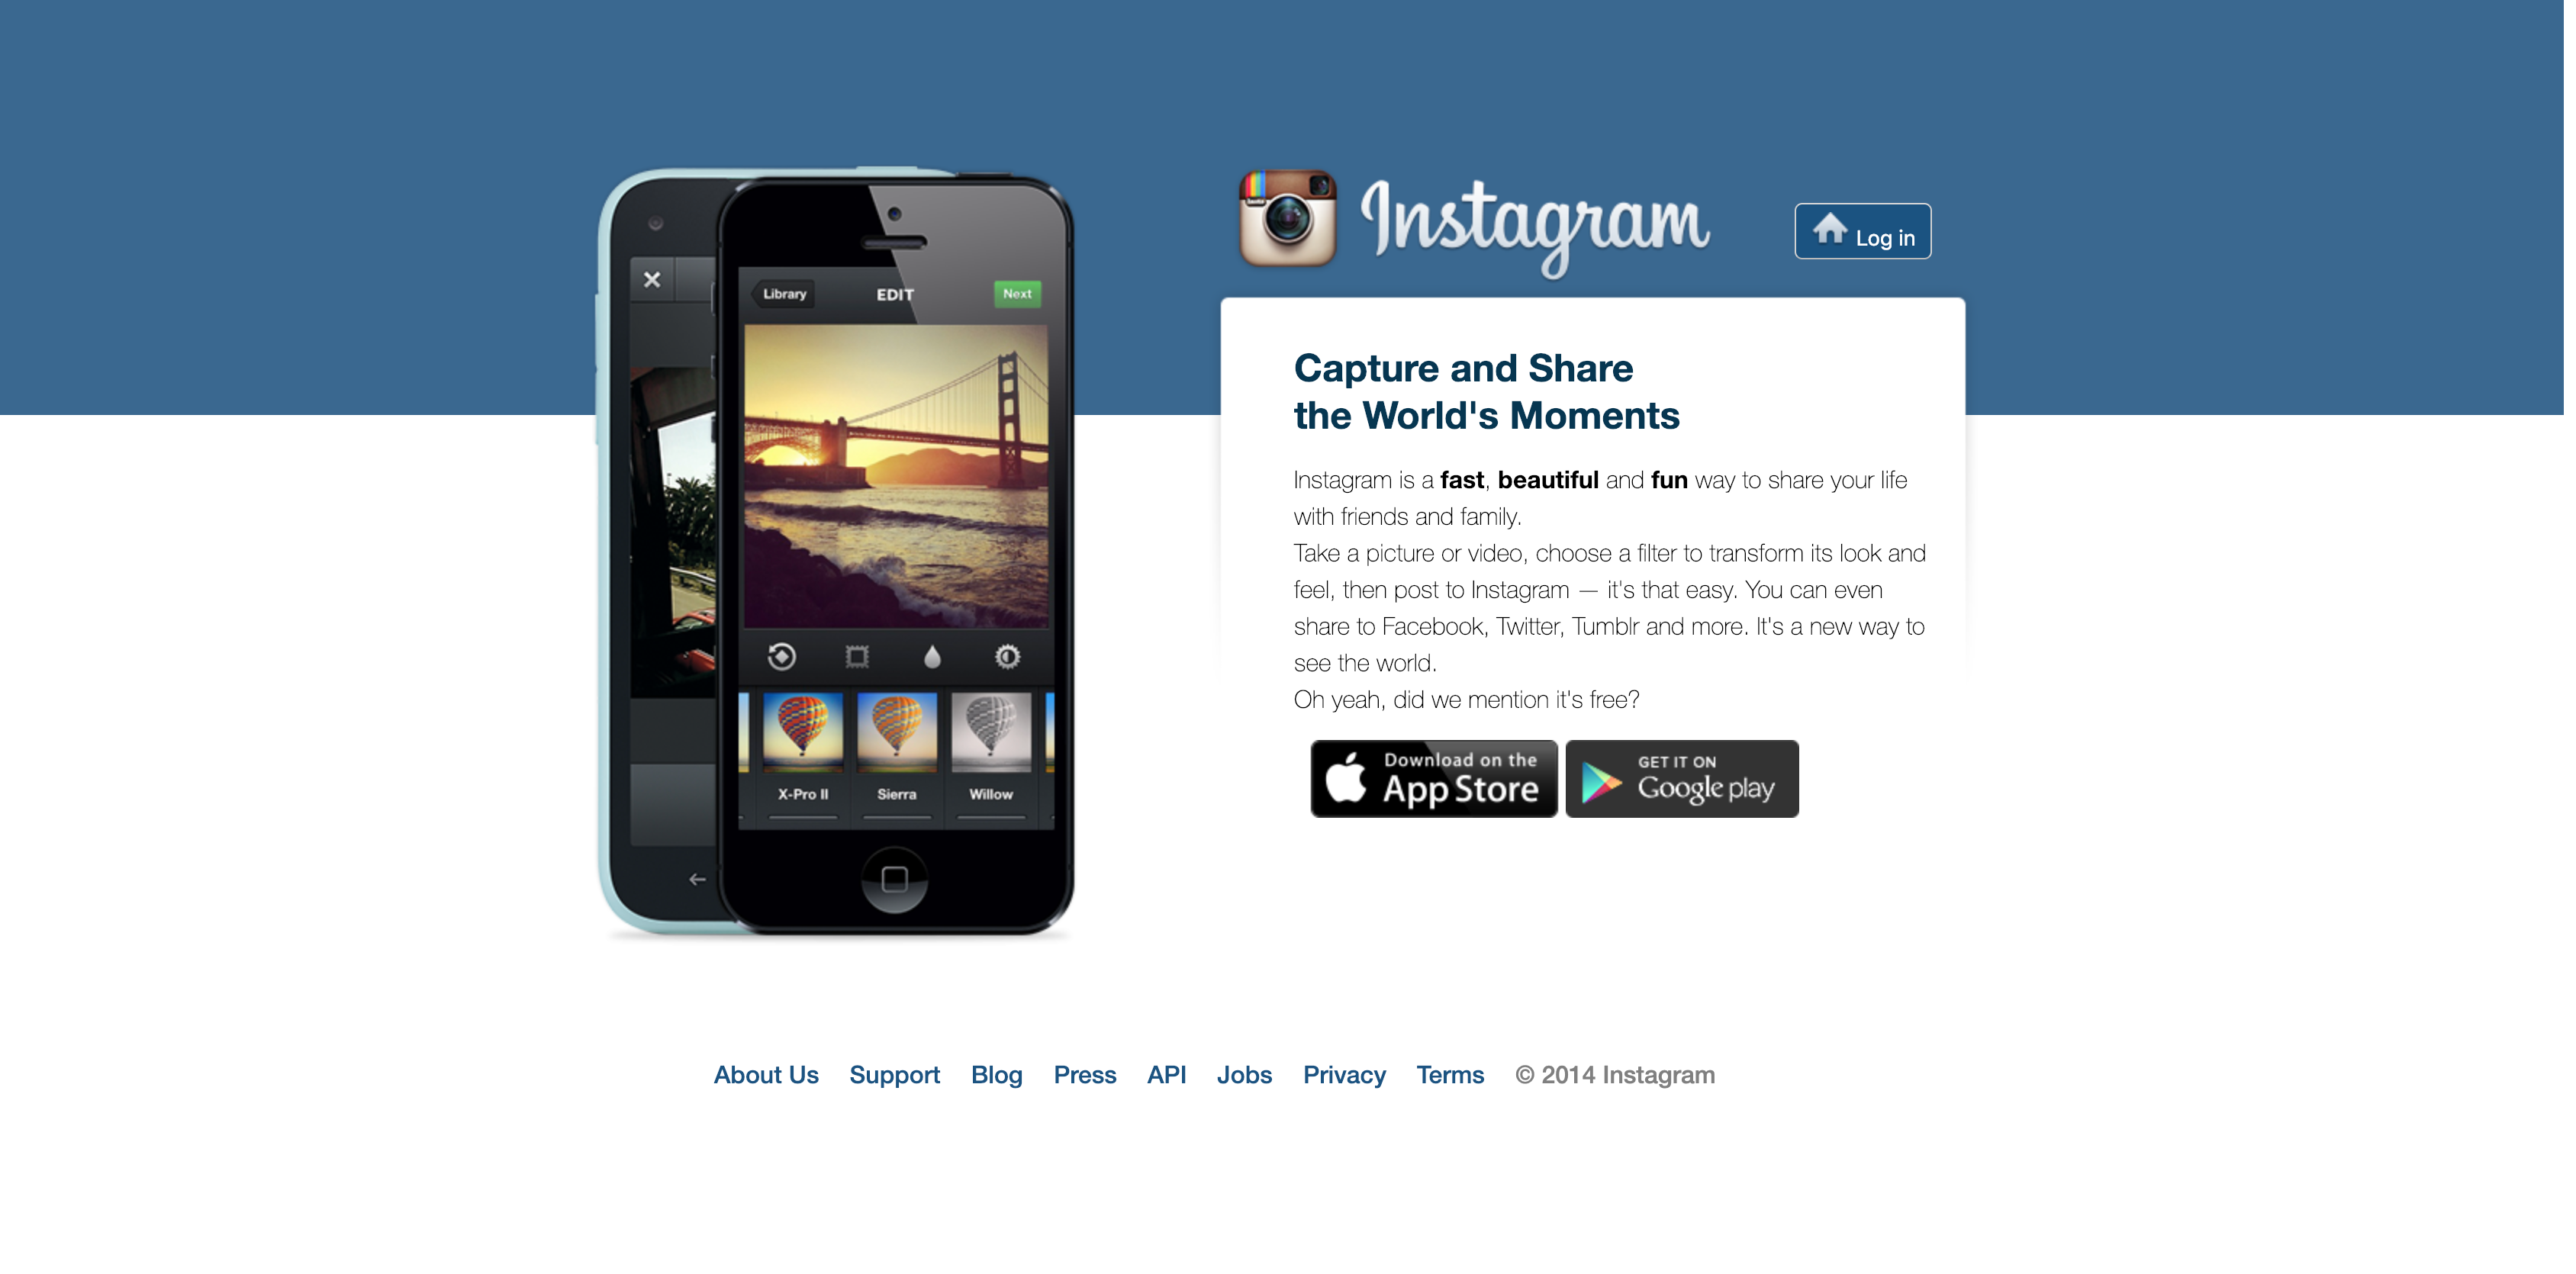 Instagram
Log in
Library
EDIT
Next
X-Pro II
Sierra
Willow
Capture and Share
the World's Moments
Instagram is a fast, beautiful and fun way to share your life
with friends and family.
Take a picture or video, choose a filter to transform its look and
feel, then post to Instagram — it's that easy. You can even
share to Facebook, Twitter, Tumblr and more. It's a new way to
see the world.
Oh yeah, did we mention it's free?
Download on the
App Store
GET IT ON
Google play
About Us Support Blog Press API Jobs Privacy Terms © 2014 Instagram